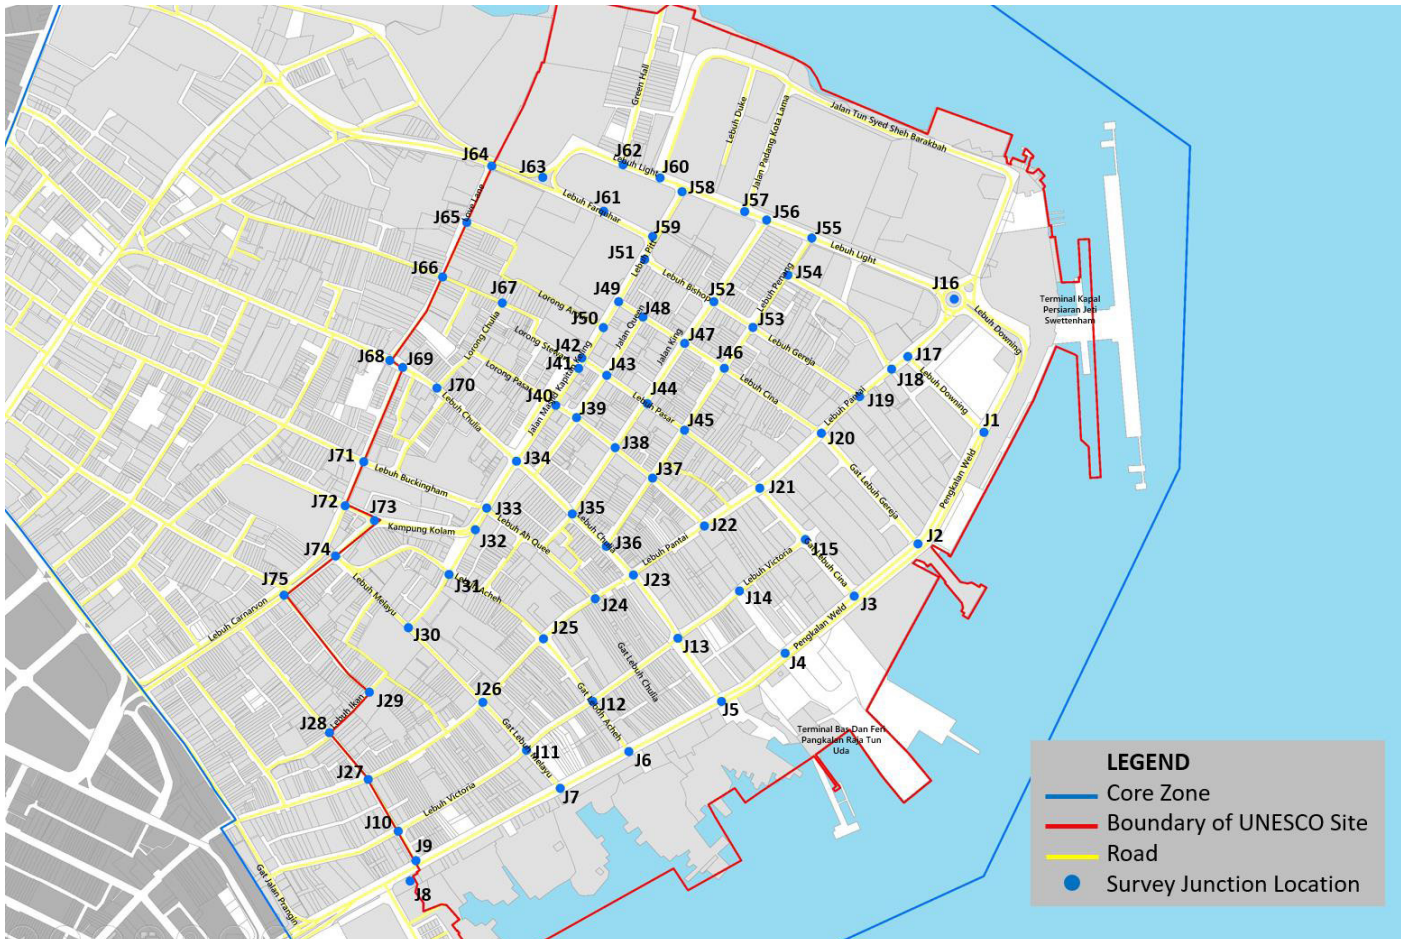 Green Hall
Lebuh Duke
Jalan Padang Kota Lama
Jalan Tun Syed Sheh Barakbah
J64
J63
J62
Lebuh Light
J60
J58
J57
J56
J55
Lebuh Light
J61
Lebuh Farquhar
J59
Love Lane
J65
J51
Lebuh Pitt
J54
Lebuh Penang
J66
J67
Lorong Chulia
J49
J48
Lebuh Bishop
J52
J16
Terminal Kapal
Persiaran Jeti
Swettenham
Lebuh Downing
J50
Jalan Queen
Jalan King
J47
J53
Lebuh Gereja
J42
J41
J43
J46
Lebuh Cina
J17
J18
Lebuh Downing
J68
J69
J70
Lebuh Chulia
Lorong Pasar
J40
Jalan Masjid Kapitan Keling
J44
Lebuh Pasar
J19
Lebuh Pantai
J39
J45
J20
J1
Pengkalan Weld
J38
J71
Lebuh Buckingham
J34
J37
J21
Gat Lebuh Gereja
J72
J73
Kampung Kolam
J33
J32
Lebuh Ah Quee
J35
Lebuh Chulia
J36
Lebuh Pantai
J22
J15
Gat Lebuh Cina
J2
J74
J75
Lebuh Carnarvon
Lebuh Melayu
J31
Lebuh Acheh
J23
J24
Lebuh Victoria
J14
J3
Pengkalan Weld
J30
J25
J13
J4
Gat Lebuh Chulia
J29
Lebuh Ikan
J28
J26
Gat Lebuh Melayu
J12
Gat Lebuh Acheh
J5
J11
J6
Terminal Bas Dan Feri
Pangkalan Raja Tun
Uda
J27
J7
Lebuh Victoria
J10
J9
J8
Gat Jalan Prangin
LEGEND
Core Zone
Boundary of UNESCO Site
Road
Survey Junction Location